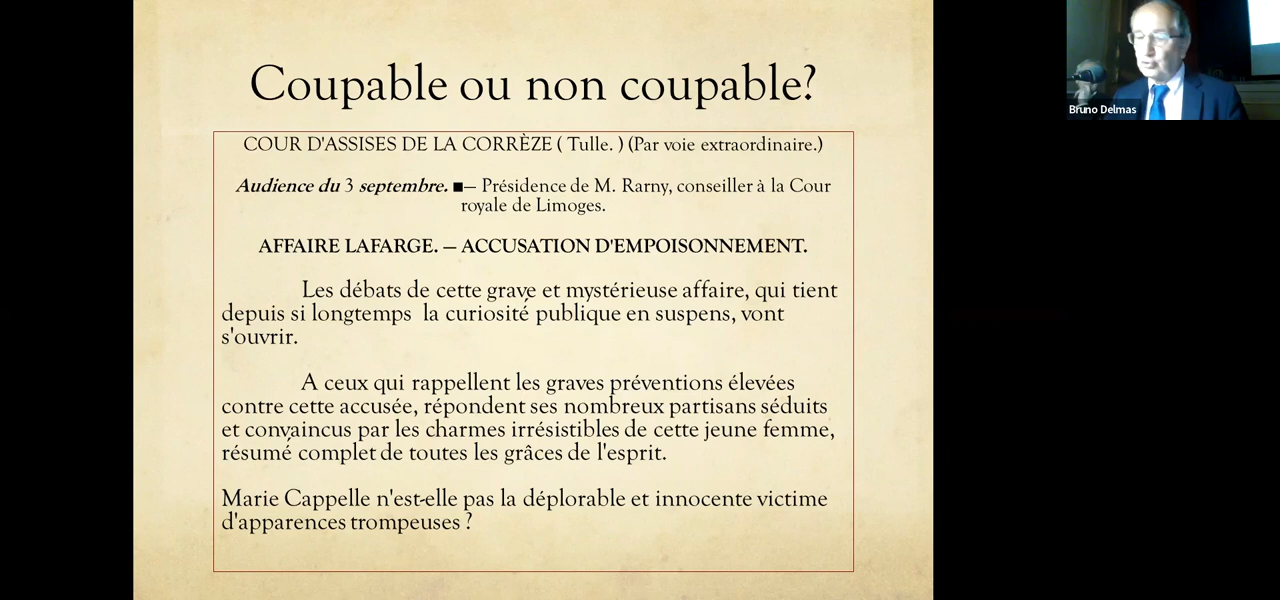 Coupable ou non coupable?
COUR D'ASSISES DE LA CORRÈZE ( Tulle. ) (Par voie extraordinaire.)
Audience du 3 septembre. ■— Présidence de M. Rarny, conseiller à la Cour
royale de Limoges.
AFFAIRE LAFARGE. — ACCUSATION D'EMPOISONNEMENT.
Les débats de cette grave et mystérieuse affaire, qui tient
depuis si longtemps la curiosité publique en suspens, vont
s'ouvrir.
A ceux qui rappellent les graves préventions élevées
contre cette accusée, répondent ses nombreux partisans séduits
et convaincus par les charmes irrésistibles de cette jeune femme,
résumé complet de toutes les grâces de l'esprit.
Marie Cappelle n'est-elle pas la déplorable et innocente victime
d'apparences trompeuses ?
Bruno Delmas